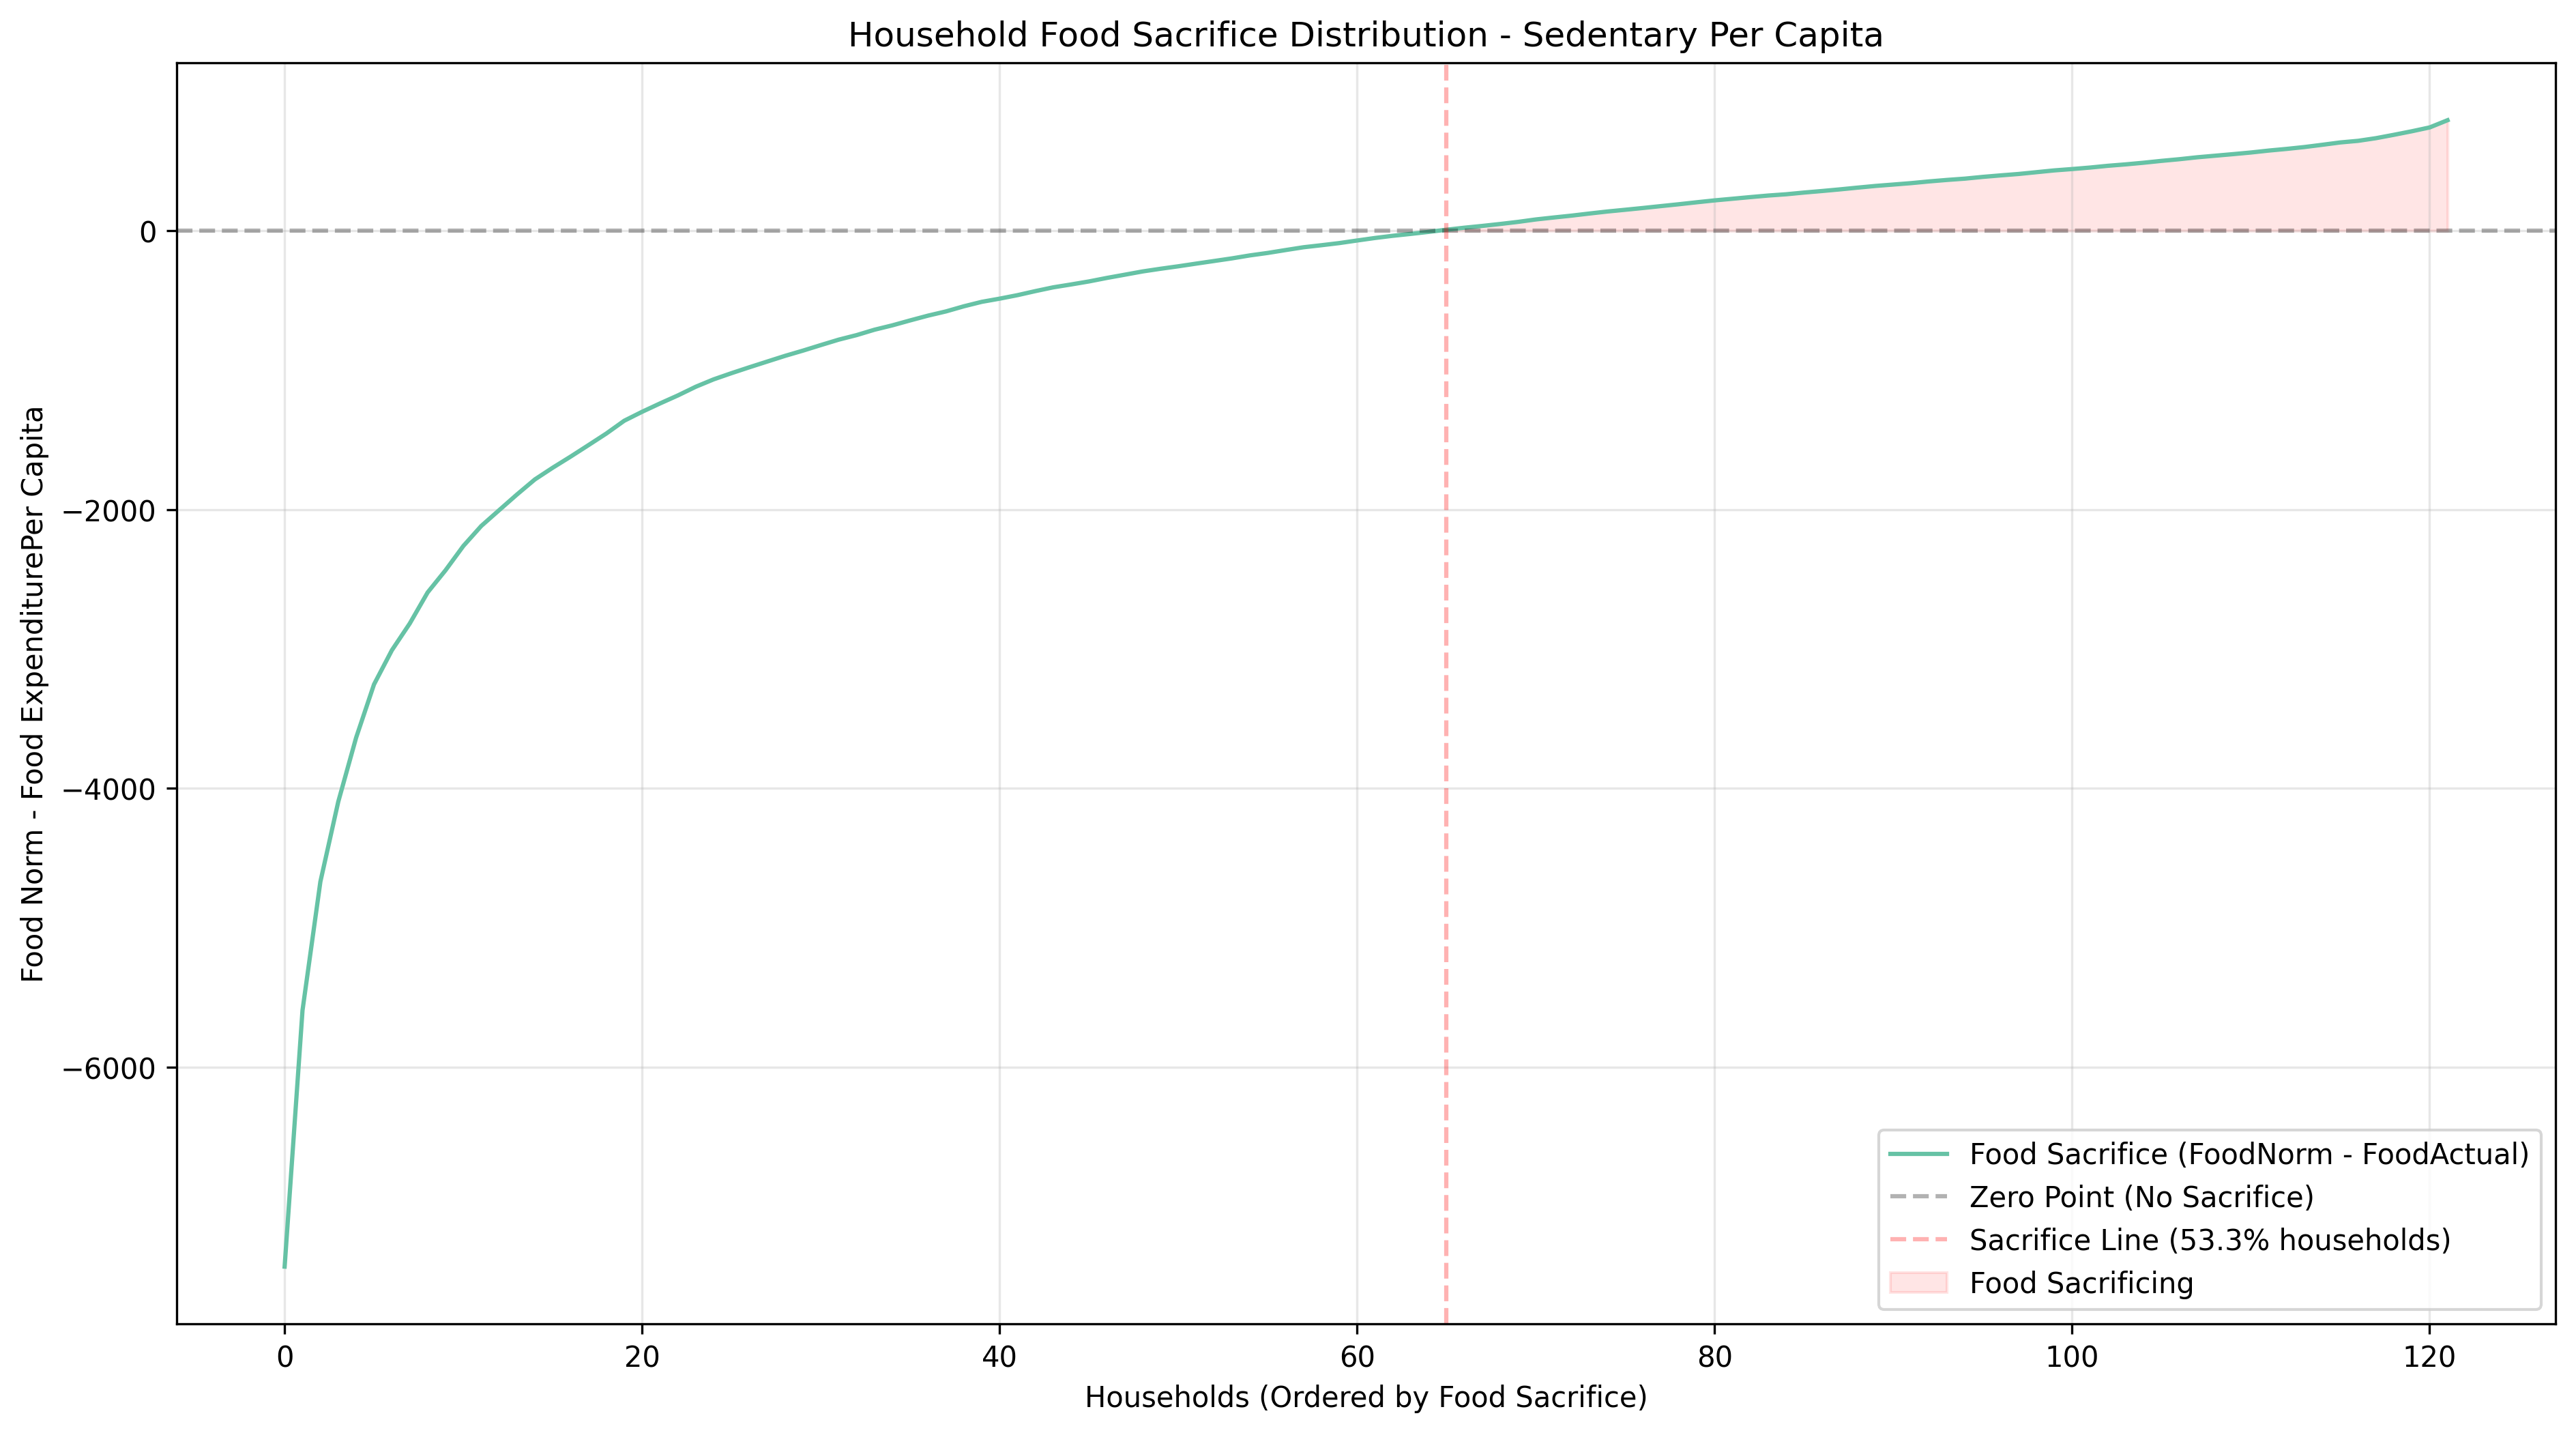 Household Food Sacrifice Distribution - Sedentary Per Capita
Food Norm - Food ExpenditurePer Capita
0
−2000
−4000
−6000
Food Sacrifice (FoodNorm - FoodActual)
Zero Point (No Sacrifice)
Sacrifice Line (53.3% households)
Food Sacrificing
0 20 40 60 80 100 120
Households (Ordered by Food Sacrifice)